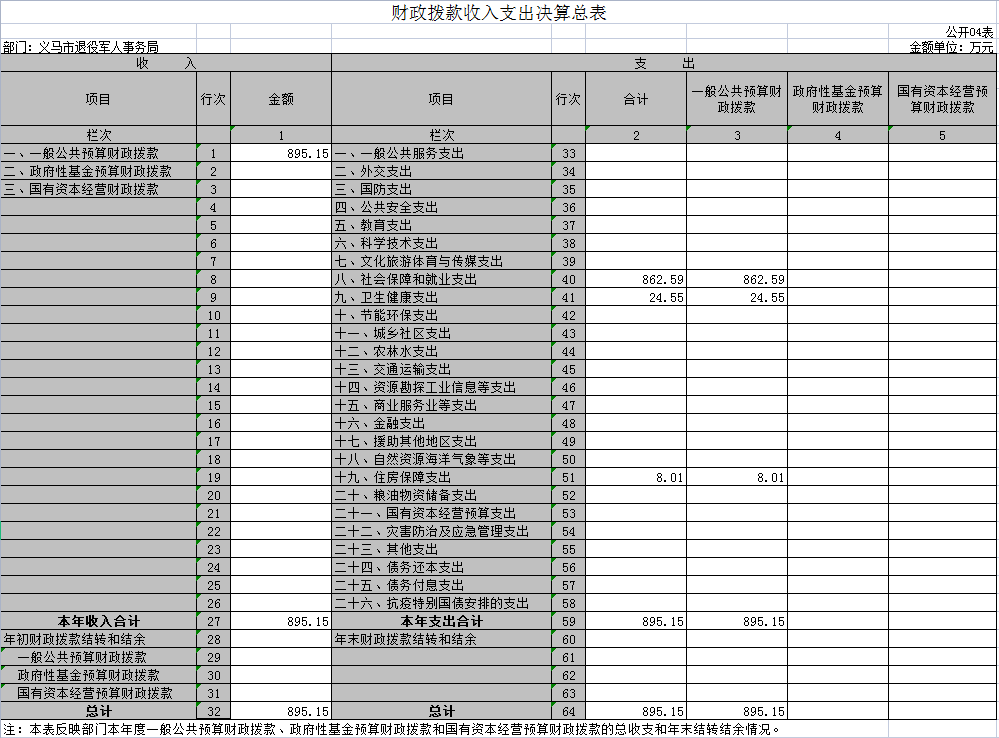 财政拨款收入支出决算总表
公开04表
部门：义马市退役军人事务局 金额单位：万元
收 入 支 出
项目 行次 金额 项目 行次 合计 一般公共预算财政拨款 政府性基金预算财政拨款 国有资本经营预算财政拨款
栏次 1 栏次 2 3 4 5
一、一般公共预算财政拨款 1 895.15 一、一般公共服务支出 33
二、政府性基金预算财政拨款 2 二、外交支出 34
三、国有资本经营财政拨款 3 三、国防支出 35
4 四、公共安全支出 36
5 五、教育支出 37
6 六、科学技术支出 38
7 七、文化旅游体育与传媒支出 39
8 八、社会保障和就业支出 40 862.59 862.59
9 九、卫生健康支出 41 24.55 24.55
10 十、节能环保支出 42
11 十一、城乡社区支出 43
12 十二、农林水支出 44
13 十三、交通运输支出 45
14 十四、资源勘探工业信息等支出 46
15 十五、商业服务业等支出 47
16 十六、金融支出 48
17 十七、援助其他地区支出 49
18 十八、自然资源海洋气象等支出 50
19 十九、住房保障支出 51 8.01 8.01
20 二十、粮油物资储备支出 52
21 二十一、国有资本经营预算支出 53
22 二十二、灾害防治及应急管理支出 54
23 二十三、其他支出 55
24 二十四、债务还本支出 56
25 二十五、债务付息支出 57
26 二十六、抗疫特别国债安排的支出 58
本年收入合计 27 895.15 本年支出合计 59 895.15 895.15
年初财政拨款结转和结余 28 年末财政拨款结转和结余 60
一般公共预算财政拨款 29 61
政府性基金预算财政拨款 30 62
国有资本经营预算财政拨款 31 63
总计 32 895.15 总计 64 895.15 895.15
注：本表反映部门本年度一般公共预算财政拨款、政府性基金预算财政拨款和国有资本经营预算财政拨款的总收支和年末结转结余情况。